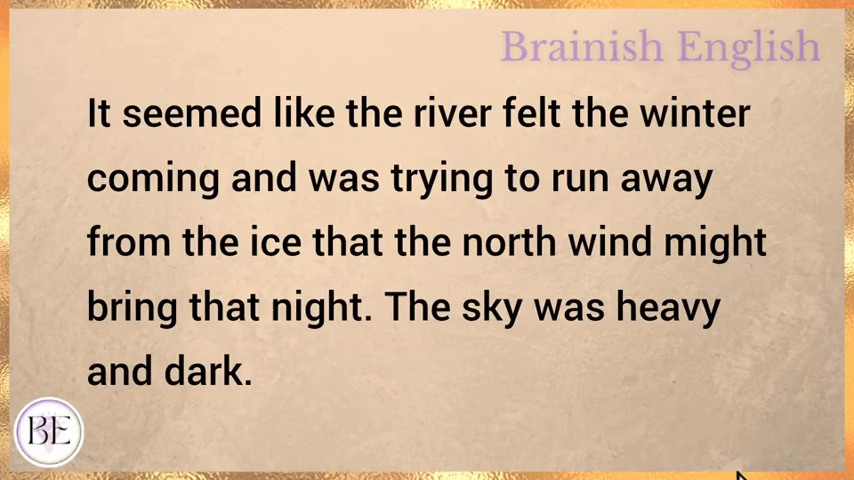 Brainish English
It seemed like the river felt the winter
coming and was trying to run away
from the ice that the north wind might
bring that night. The sky was heavy
and dark.
BE